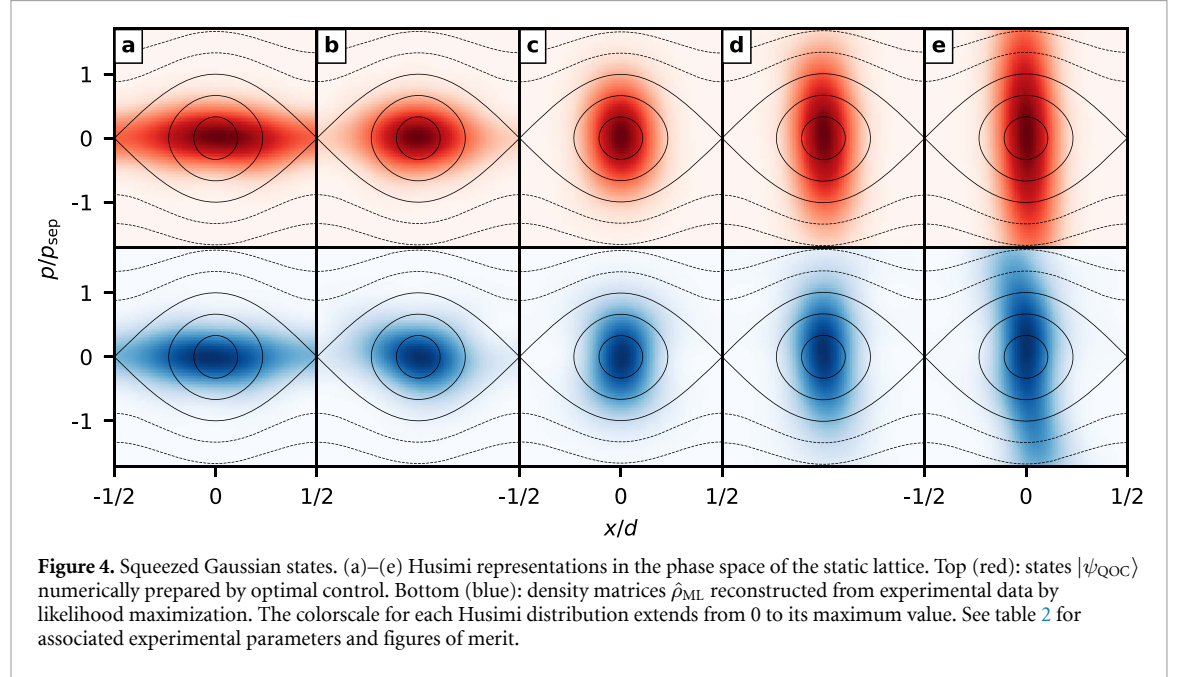 a b c d e
1
0
-1
1
0
-1
p/p_sep
-1/2 0 1/2 0 1/2 -1/2 0 1/2
x/d
Figure 4. Squeezed Gaussian states. (a)–(e) Husimi representations in the phase space of the static lattice. Top (red): states |ψ_QOC⟩
numerically prepared by optimal control. Bottom (blue): density matrices ρ̂_ML reconstructed from experimental data by
likelihood maximization. The colorscale for each Husimi distribution extends from 0 to its maximum value. See table 2 for
associated experimental parameters and figures of merit.